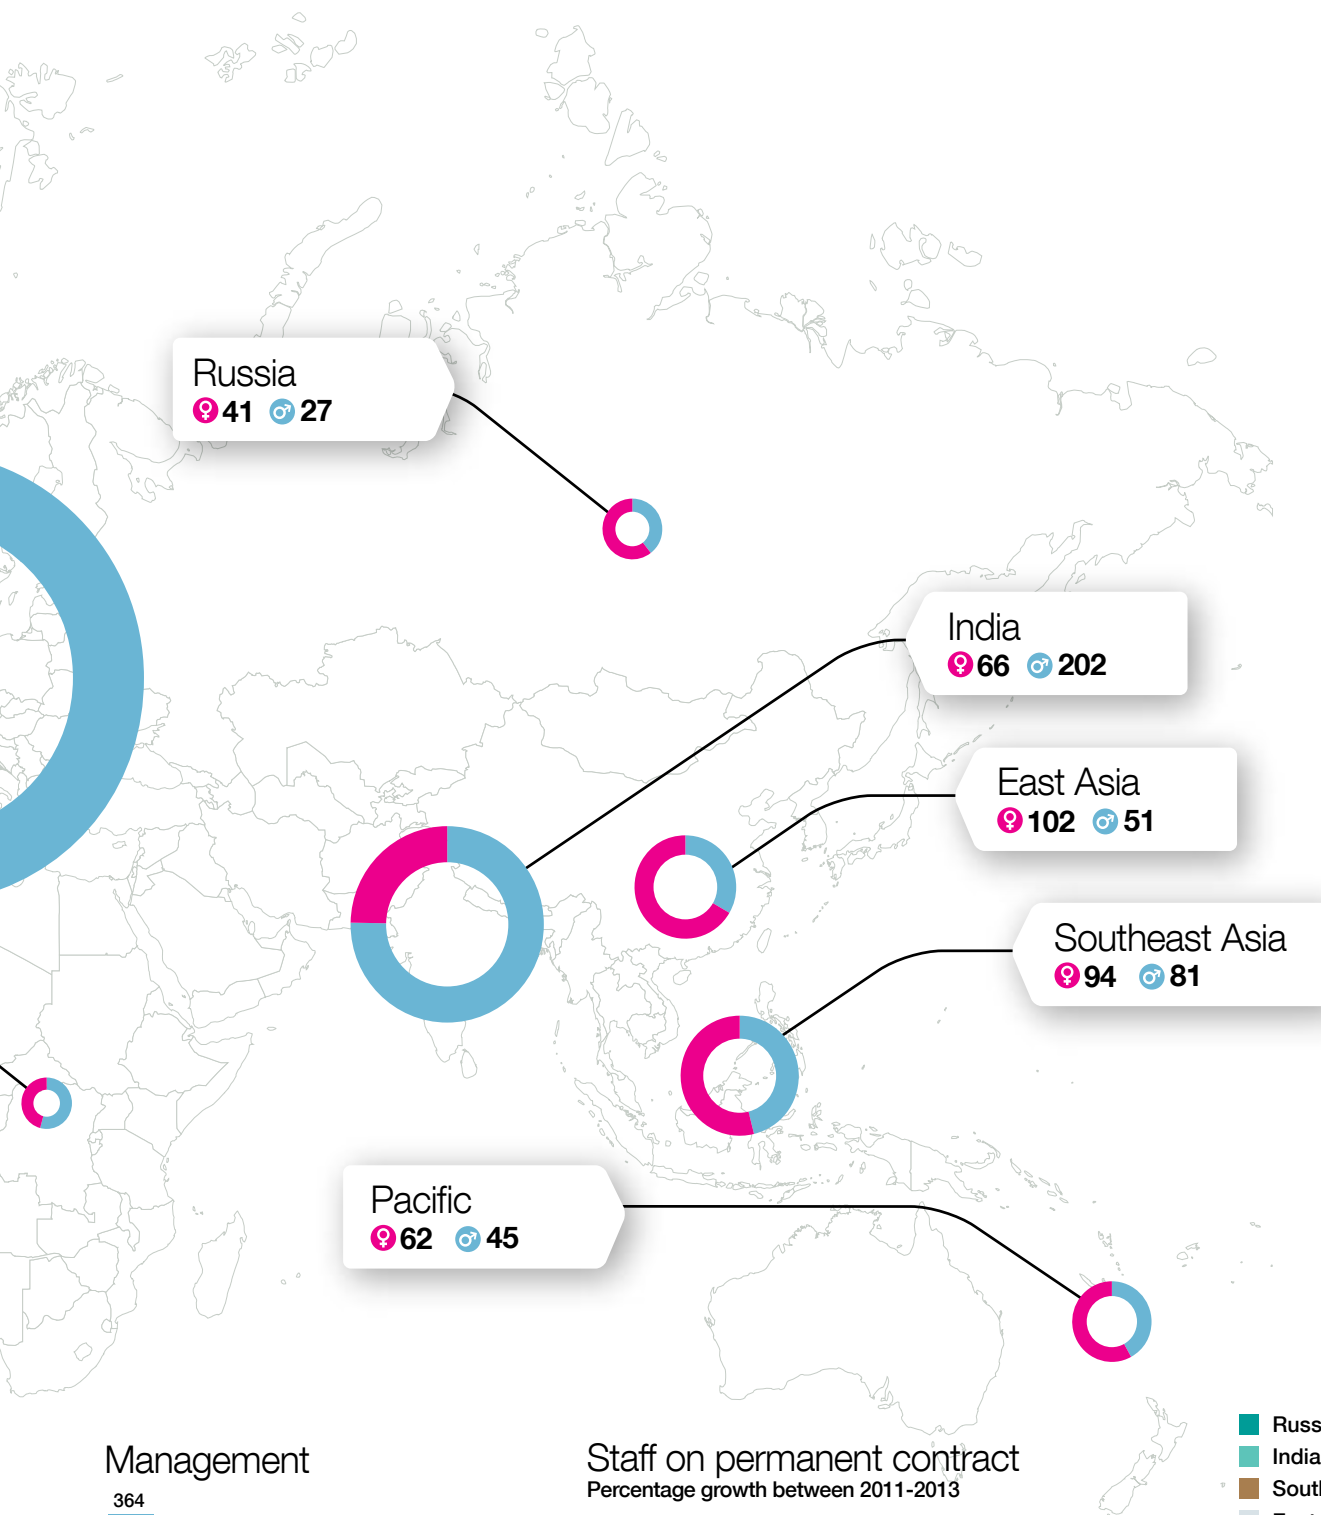 Russia
♀ 41 ♂ 27
India
♀ 66 ♂ 202
East Asia
♀ 102 ♂ 51
Southeast Asia
♀ 94 ♂ 81
Pacific
♀ 62 ♂ 45
Management
364
Staff on permanent contract
Percentage growth between 2011-2013
Russ
India
South